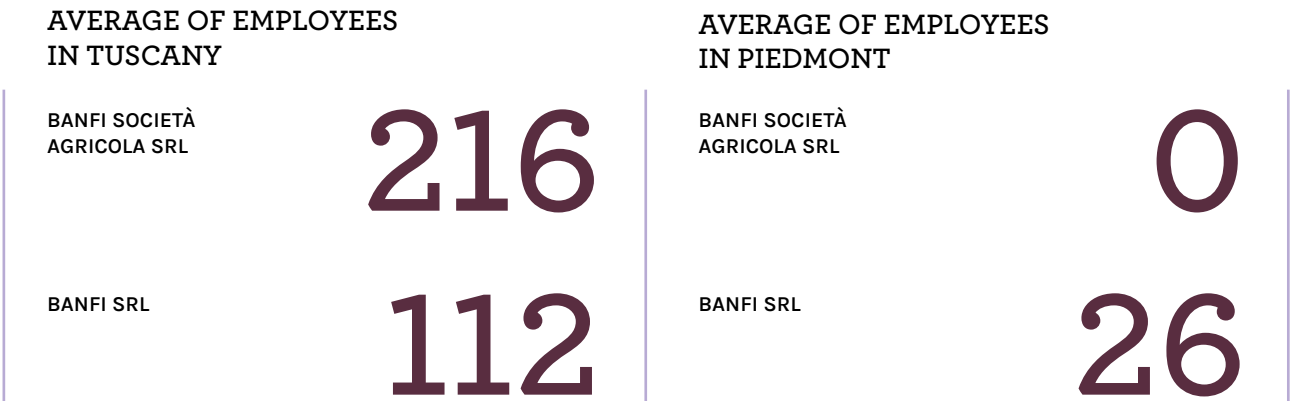 AVERAGE OF EMPLOYEES
IN TUSCANY
BANFI SOCIETÀ
AGRICOLA SRL
216
BANFI SRL
112
AVERAGE OF EMPLOYEES
IN PIEDMONT
BANFI SOCIETÀ
AGRICOLA SRL
0
BANFI SRL
26